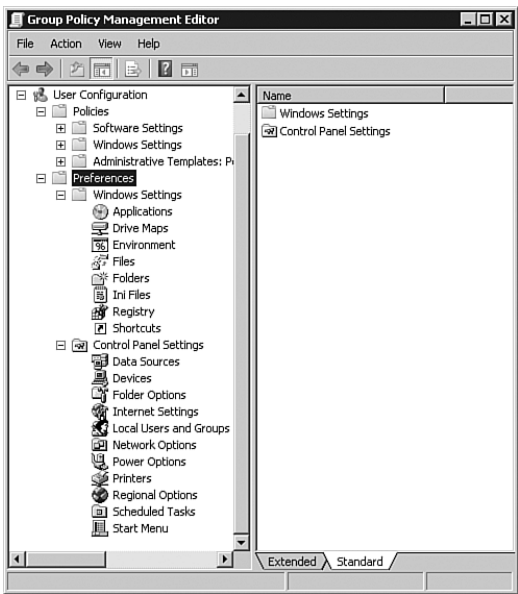 Group Policy Management Editor
File Action View Help
User Configuration
Policies
Software Settings
Windows Settings
Administrative Templates:
Preferences
Windows Settings
Applications
Drive Maps
Environment
Files
Folders
Ini Files
Registry
Shortcuts
Control Panel Settings
Data Sources
Devices
Folder Options
Internet Settings
Local Users and Groups
Network Options
Power Options
Printers
Regional Options
Scheduled Tasks
Start Menu
Name
Windows Settings
Control Panel Settings
Extended Standard